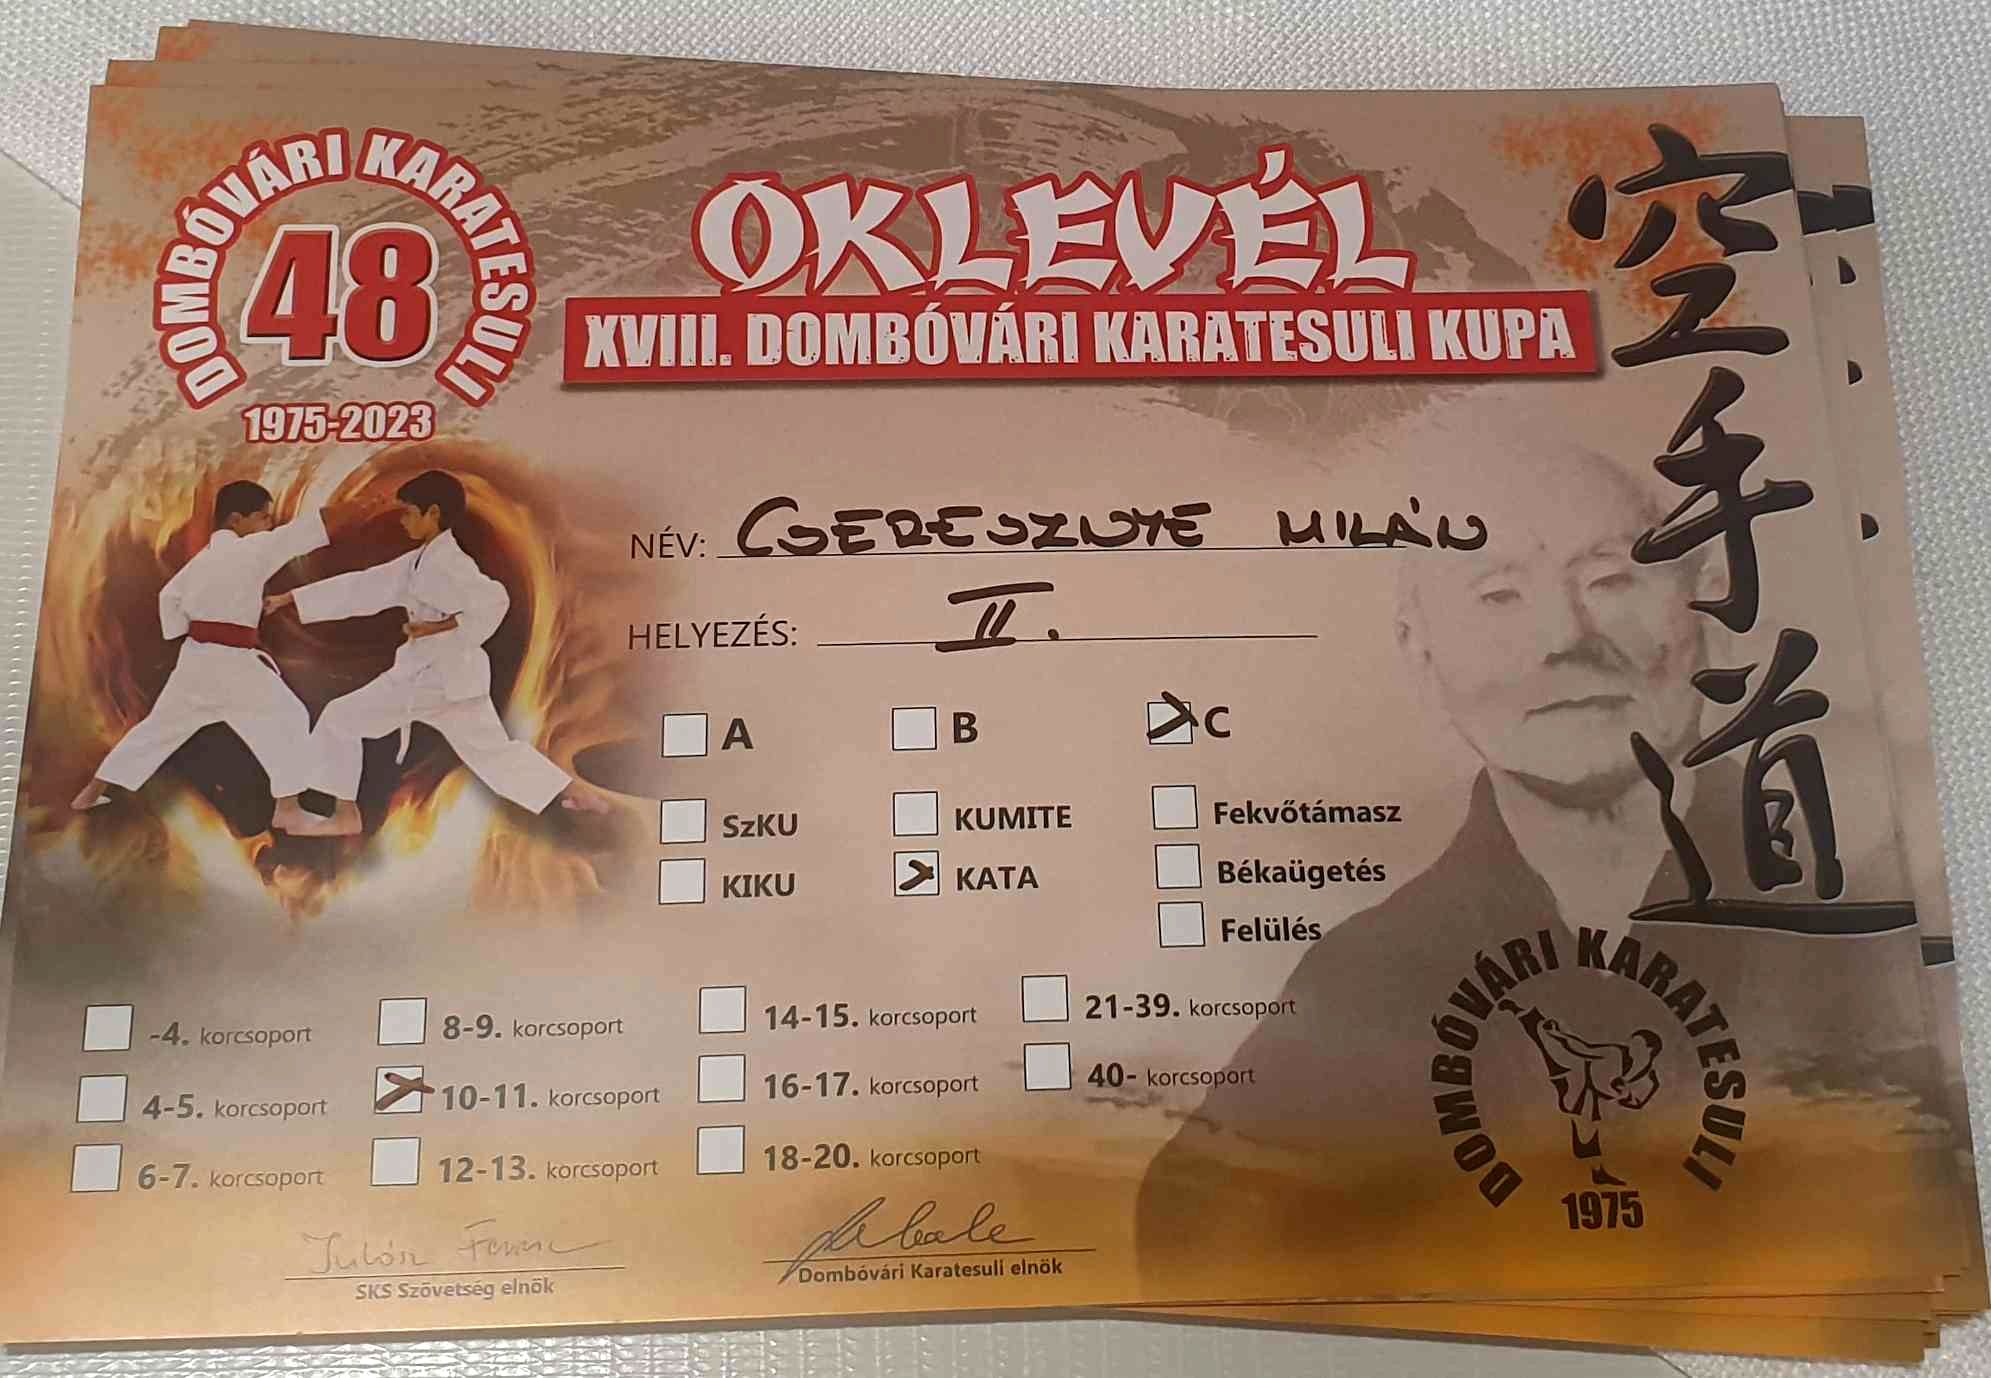 DOMBÓVÁRI KARATESULI
48
1975-2023
OKLEVÉL
XVIII. DOMBÓVÁRI KARATESULI KUPA
空手道
NÉV: CSERESZNYE MILÁN
HELYEZÉS: II.
A B C
SzKU KUMITE Fekvőtámasz
KIKU KATA Békaügetés
Felülés
-4. korcsoport 8-9. korcsoport 14-15. korcsoport 21-39. korcsoport
4-5. korcsoport 10-11. korcsoport 16-17. korcsoport 40- korcsoport
6-7. korcsoport 12-13. korcsoport 18-20. korcsoport
SKS Szövetség elnök
Dombóvári Karatesuli elnök
DOMBÓVÁRI KARATESULI
1975